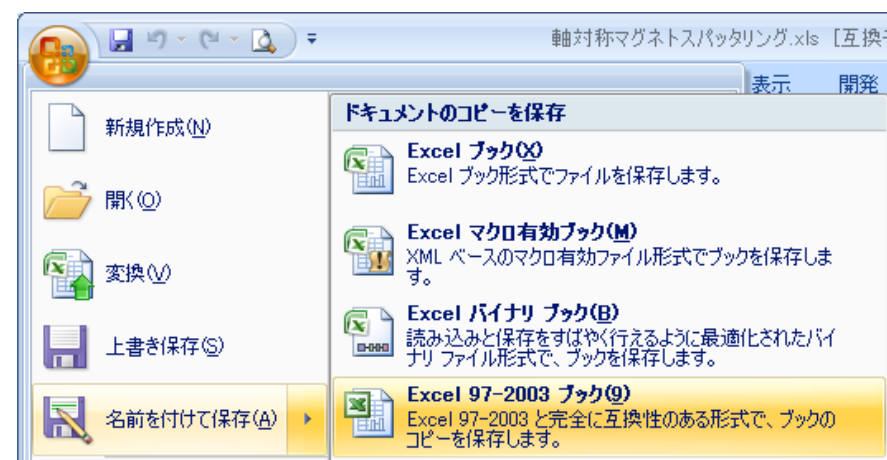 軸対称マグネトスパッタリング.xls [互換
表示 開発
新規作成(N)
開く(O)
変換(V)
上書き保存(S)
名前を付けて保存(A)
ドキュメントのコピーを保存
Excel ブック(X)
Excel ブック形式でファイルを保存します。
Excel マクロ有効ブック(M)
XML ベースのマクロ有効ファイル形式でブックを保存しま
す。
Excel バイナリ ブック(B)
読み込みと保存をすばやく行えるように最適化されたバイ
ナリ ファイル形式で、ブックを保存します。
Excel 97-2003 ブック(9)
Excel 97-2003 と完全に互換性のある形式で、ブックの
コピーを保存します。